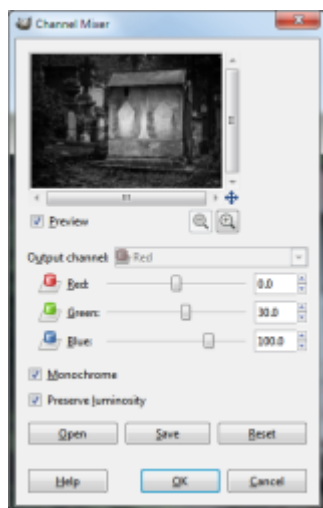 Channel Mixer
Preview
Output channel: Red
Red: 0.0
Green: 30.0
Blue: 100.0
Monochrome
Preserve luminosity
Open Save Reset
Help OK Cancel